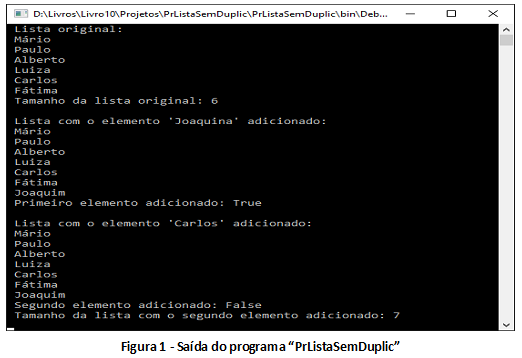 D:\Livros\Livro10\Projetos\PrListaSemDuplic\PrListaSemDuplic\bin\Deb...
Lista original:
Mário
Paulo
Alberto
Luiza
Carlos
Fátima
Tamanho da lista original: 6
Lista com o elemento 'Joaquina' adicionado:
Mário
Paulo
Alberto
Luiza
Carlos
Fátima
Joaquim
Primeiro elemento adicionado: True
Lista com o elemento 'Carlos' adicionado:
Mário
Paulo
Alberto
Luiza
Carlos
Fátima
Joaquim
Segundo elemento adicionado: False
Tamanho da lista com o segundo elemento adicionado: 7
Figura 1 - Saída do programa “PrListaSemDuplic”